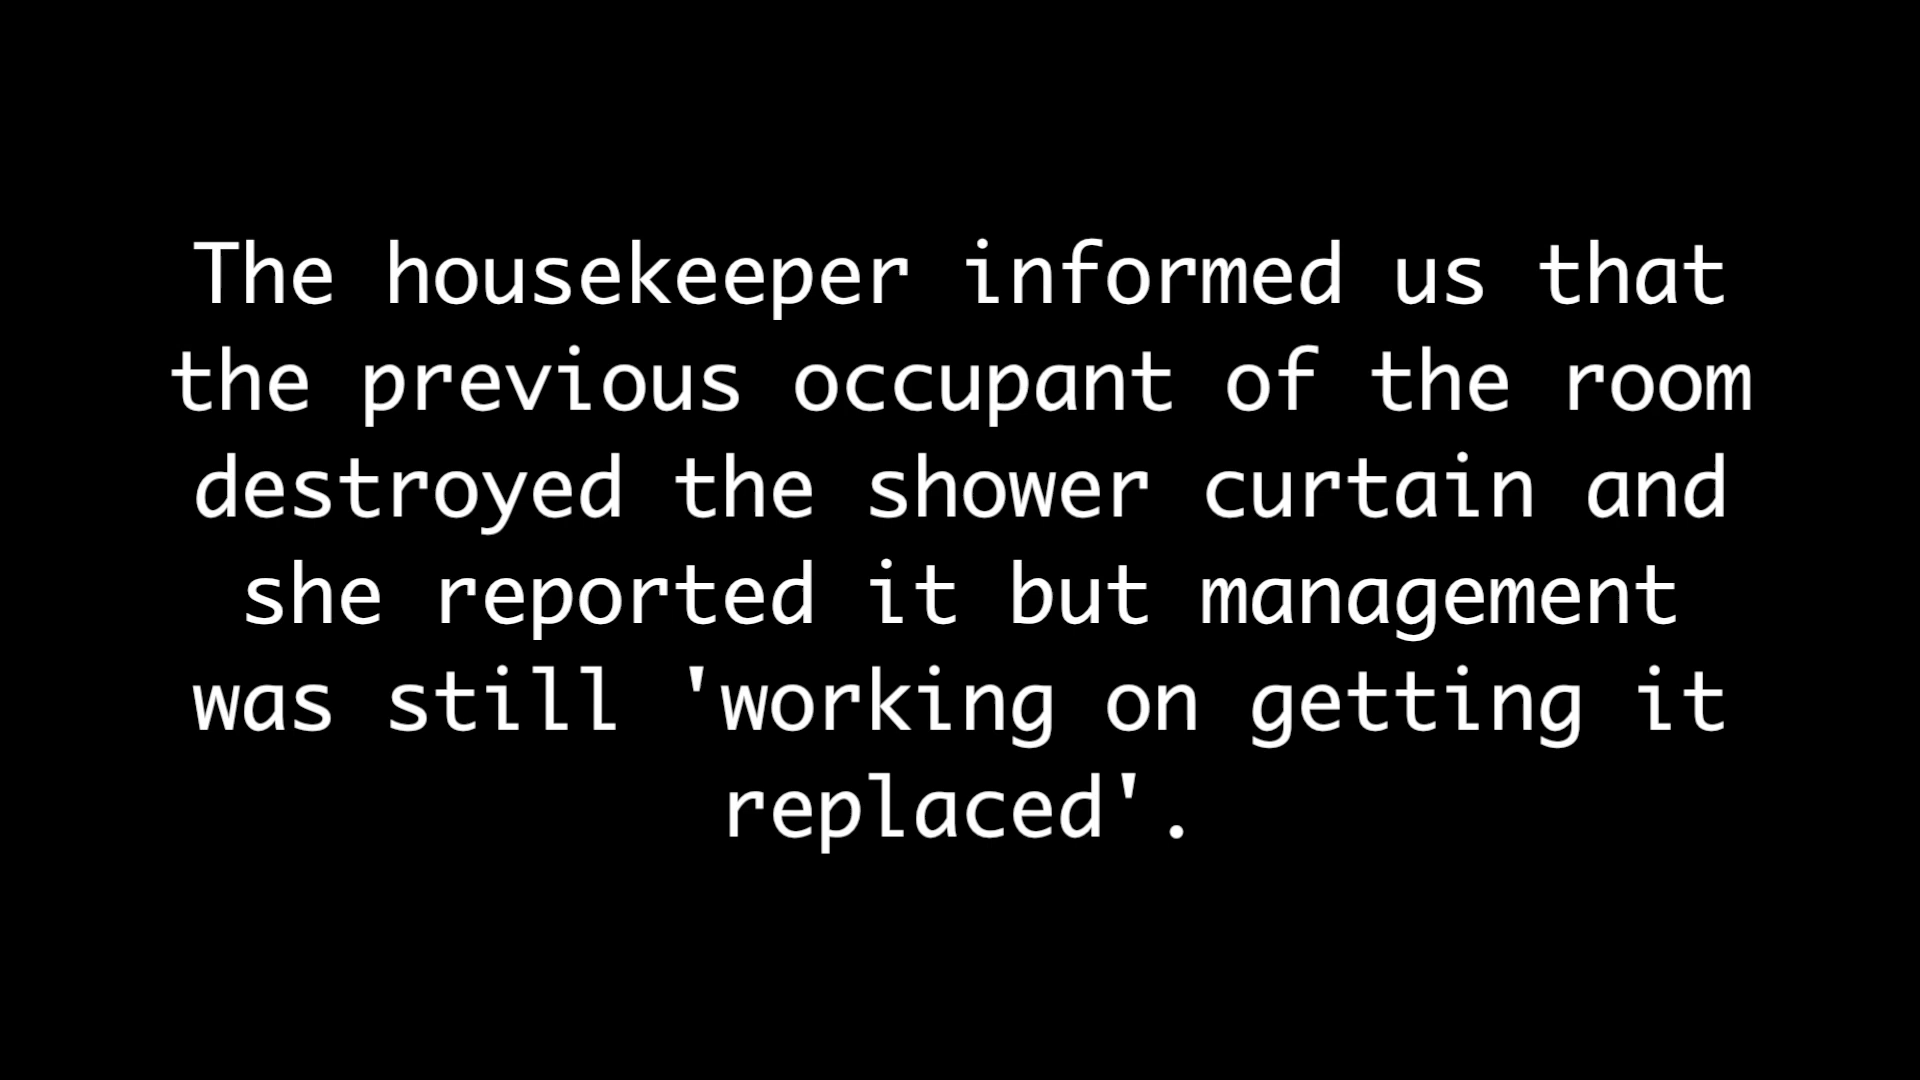 The housekeeper informed us that
the previous occupant of the room
destroyed the shower curtain and
she reported it but management
was still 'working on getting it
replaced'.